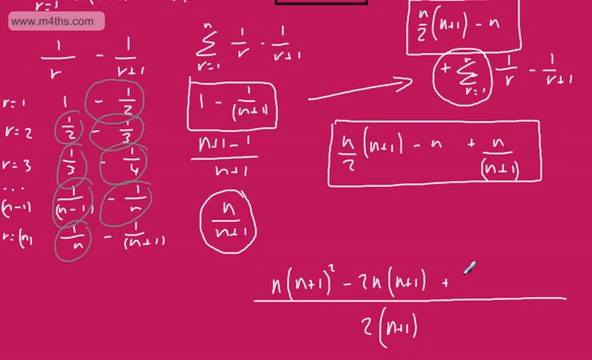 www.m4ths.com
r=1
1/r - 1/(r+1)
r=1 1 - 1/2
r=2 1/2 - 1/3
r=3 1/3 - 1/4
...
(n-1) 1/(n-1) - 1/n
r=(n) 1/n - 1/(n+1)
n ∑ r=1 1/r - 1/(r+1)
1 - 1/(n+1)
(n+1 - 1)/(n+1)
n/(n+1)
n/2 (n+1) - n
+ n ∑ r=1 1/r - 1/(r+1)
n/2 (n+1) - n + n/(n+1)
n(n+1)² - 2n(n+1) +
2(n+1)